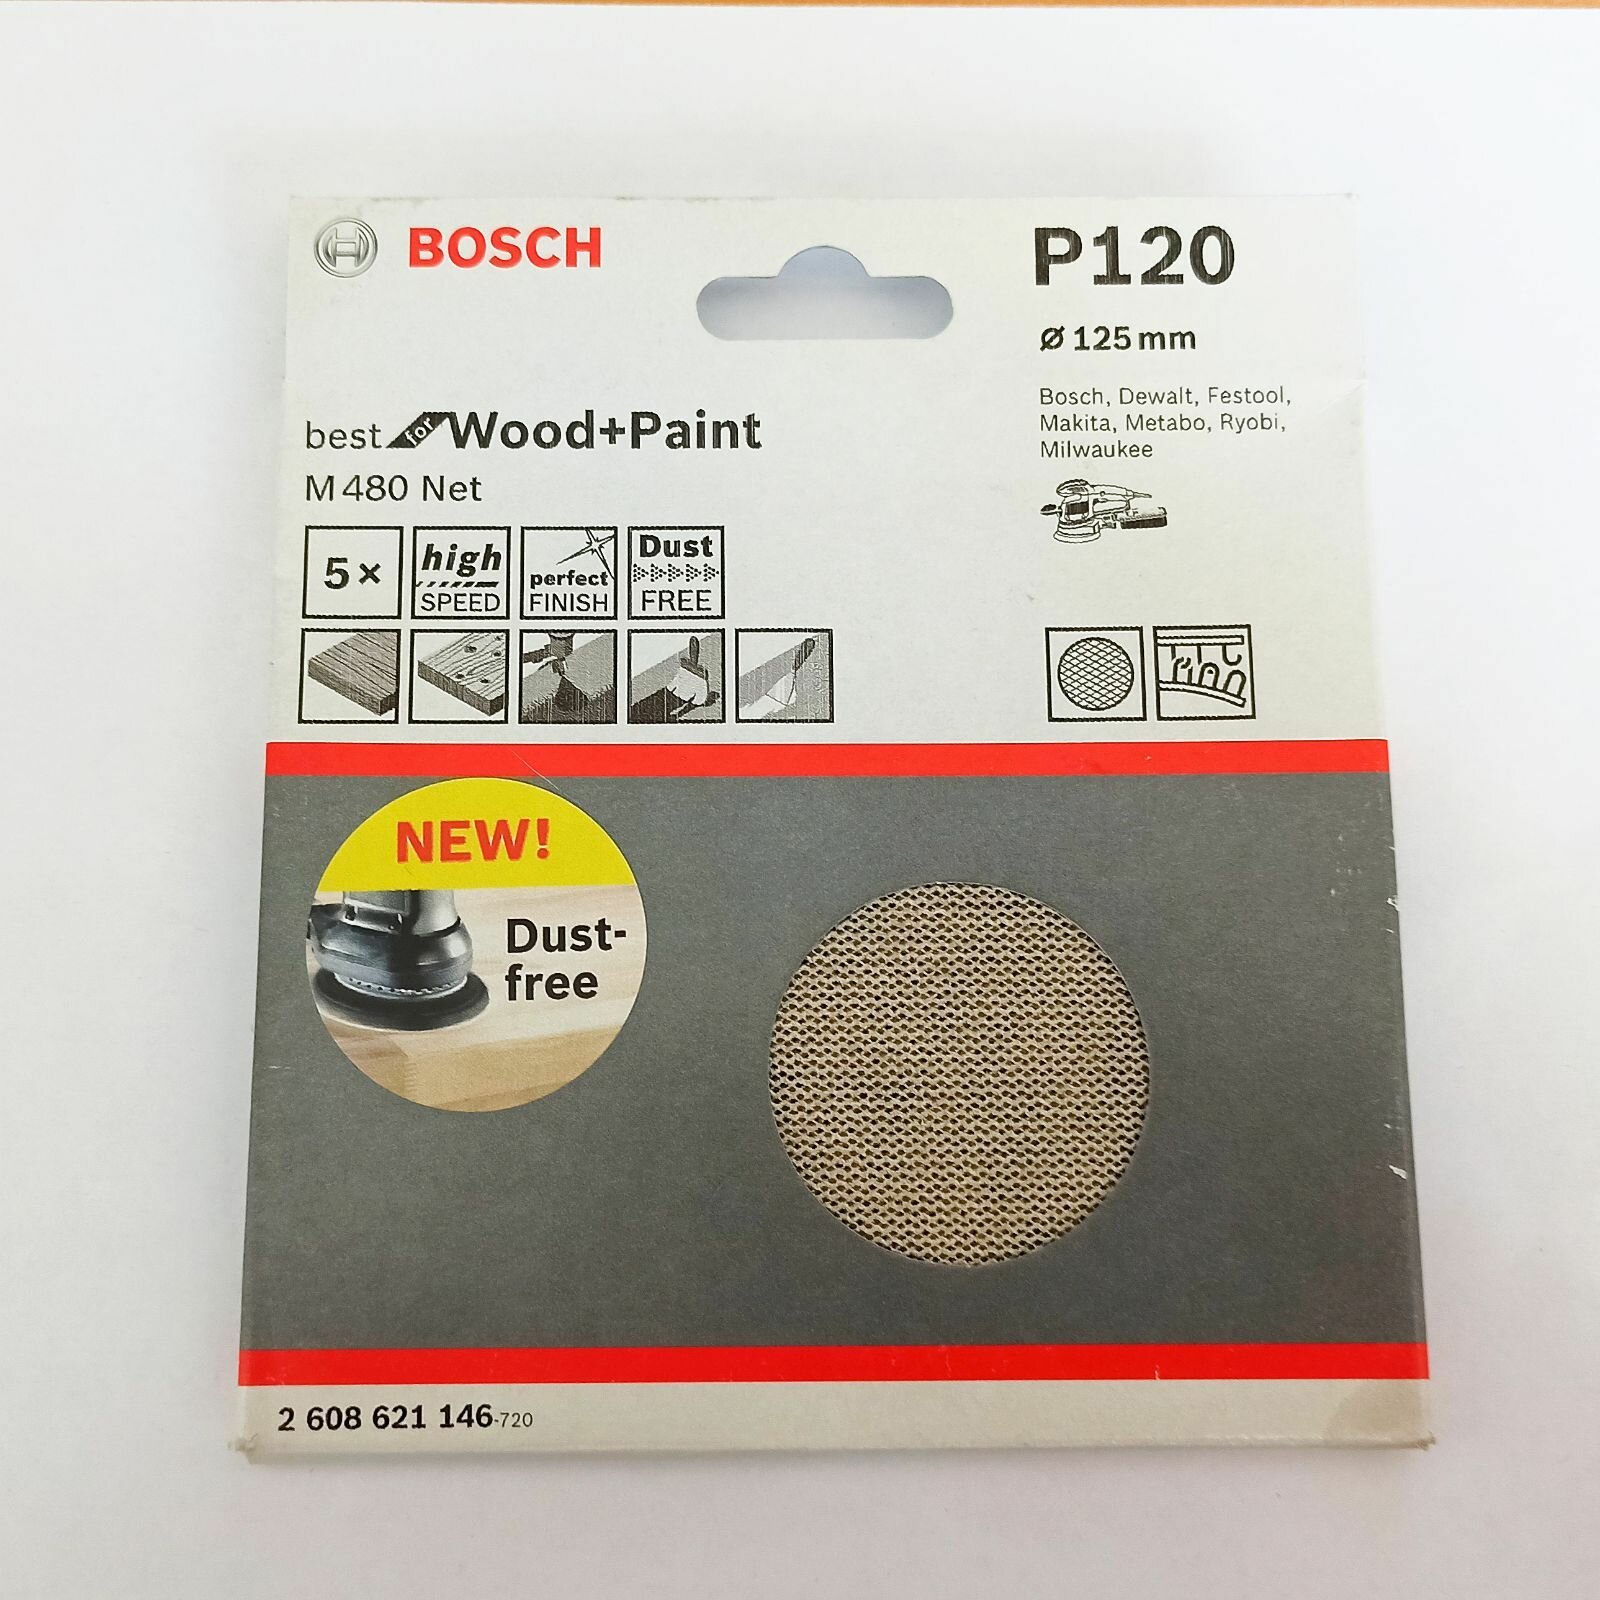 BOSCH
P120
Ø 125 mm
Bosch, Dewalt, Festool,
Makita, Metabo, Ryobi,
Milwaukee
best for Wood+Paint
M 480 Net
5×
high
SPEED
perfect
FINISH
Dust
FREE
NEW!
Dust-
free
2 608 621 146-720